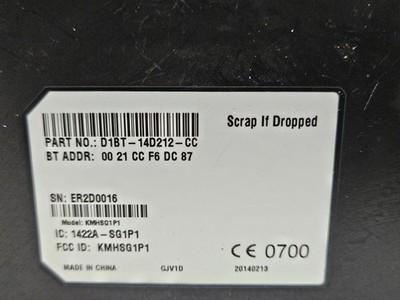 Scrap If Dropped
PART NO.: D1BT-14D212-CC
BT ADDR: 00 21 CC F6 DC 87
SN: ER2D0016
Model: KMHSG1P1
IC: 1422A-SG1P1
FCC ID: KMHSG1P1
CE 0700
MADE IN CHINA GJV1D 20140213